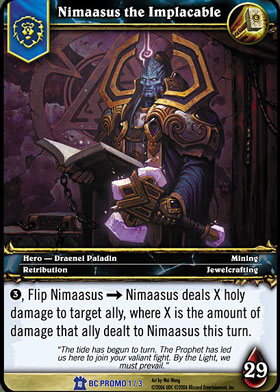 Nimaasus the Implacable
Hero — Draenei Paladin Mining
Retribution Jewelcrafting
3, Flip Nimaasus → Nimaasus deals X holy
damage to target ally, where X is the amount
of damage that ally dealt to Nimaasus this turn.
"The tide has begun to turn. The Prophet has led
us here to join your valiant fight. By the Light, we
must prevail."
29
BC PROMO 1 / 3
Art by: Wei Wang
©2006 UDC ©2006 Blizzard Entertainment, Inc.